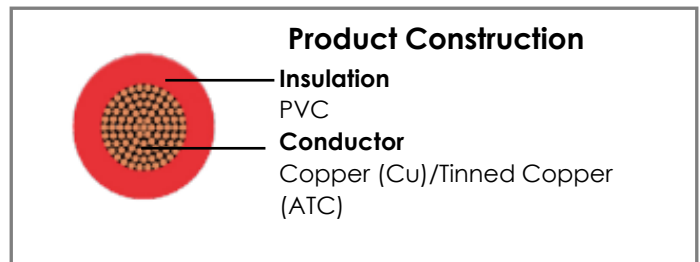 Product Construction
Insulation
PVC
Conductor
Copper (Cu)/Tinned Copper
(ATC)